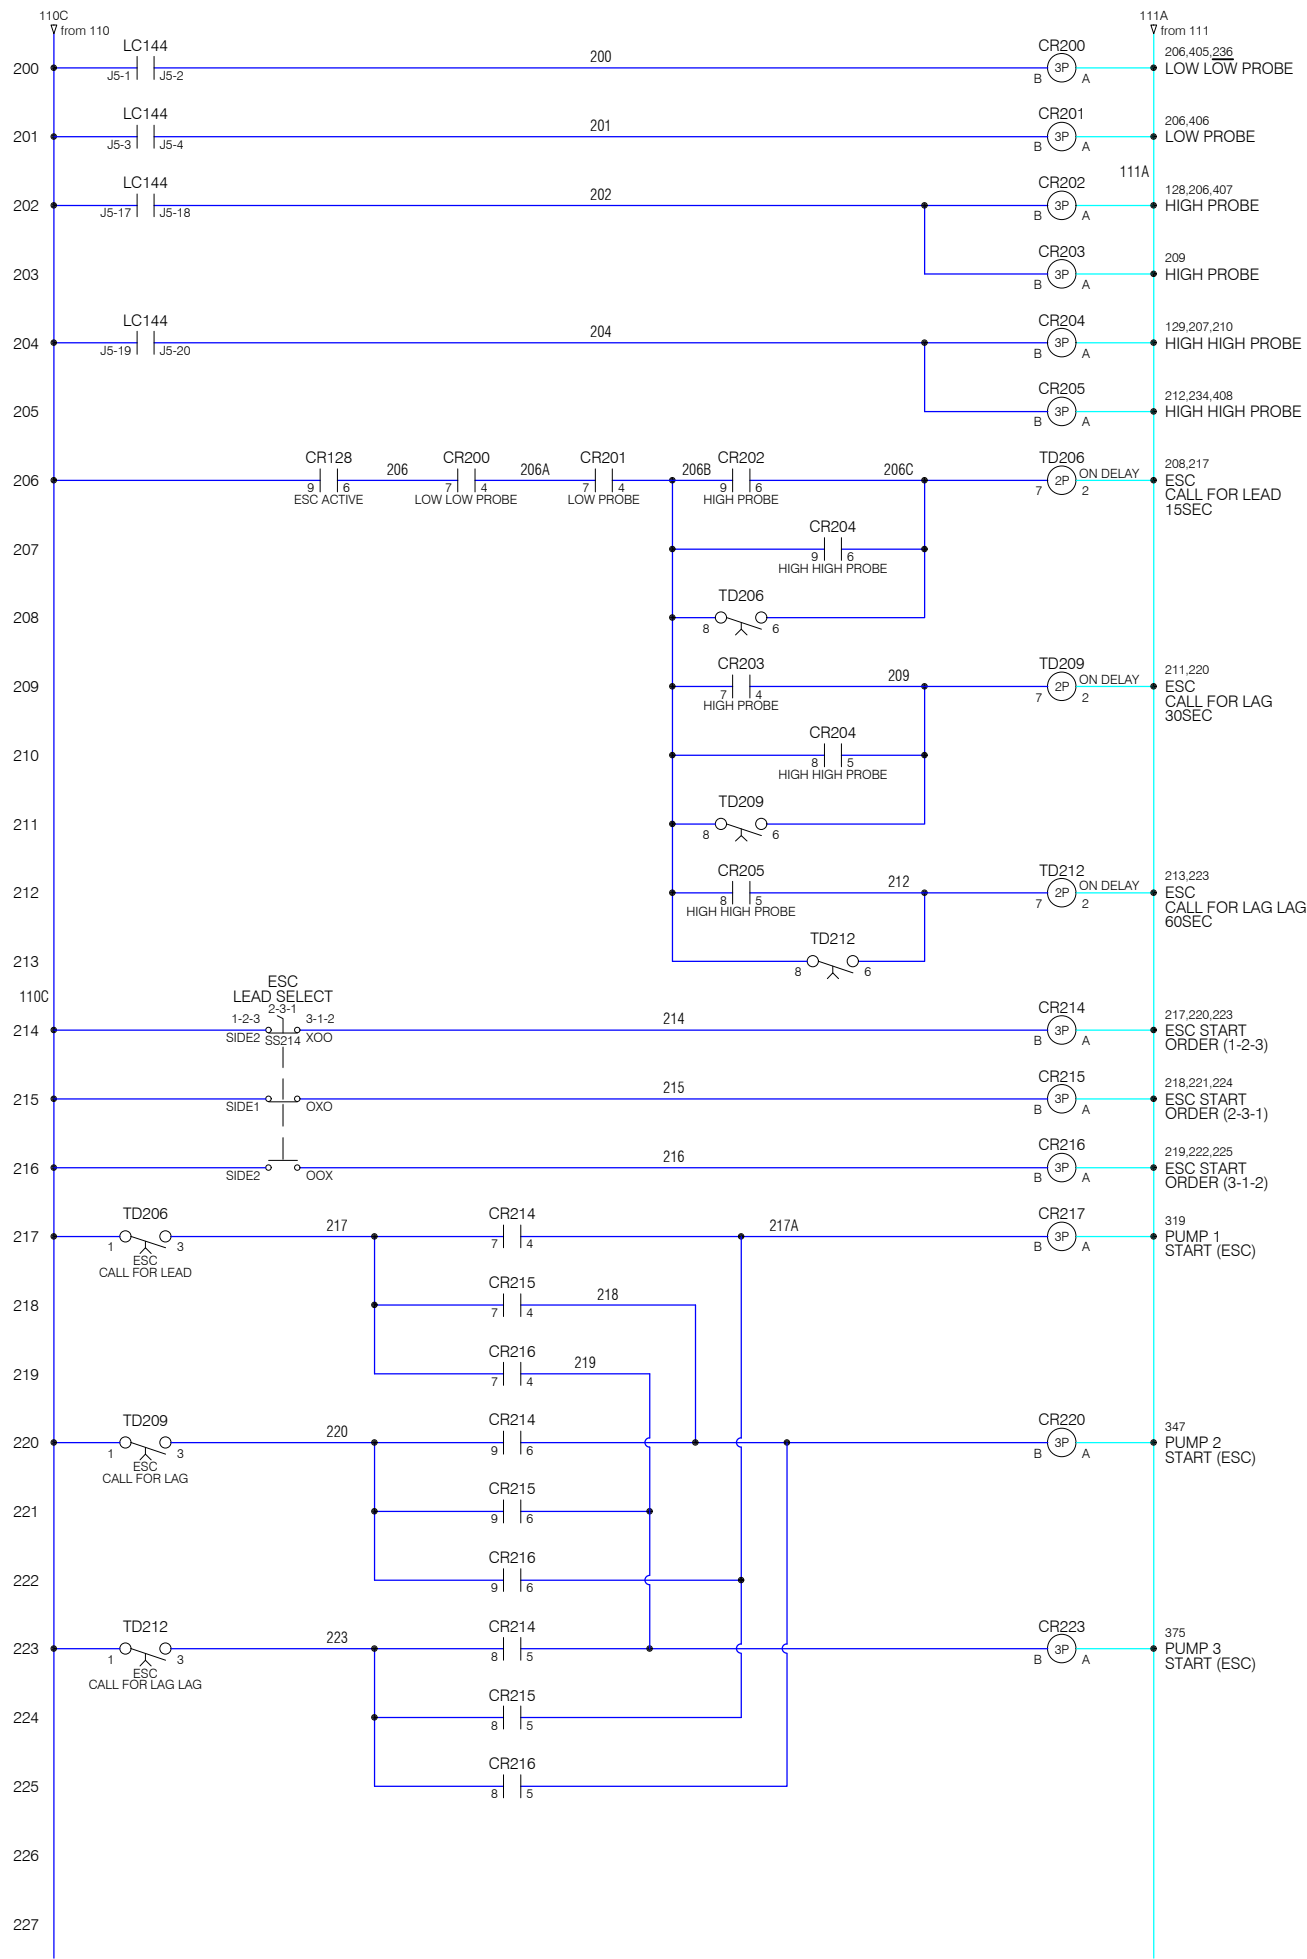 110C
from 110
111A
from 111
LC144
200
CR200
206,405,236
200
J5-1
J5-2
B
3P
A
LOW LOW PROBE
LC144
201
CR201
206,406
201
J5-3
J5-4
B
3P
A
LOW PROBE
111A
LC144
202
CR202
128,206,407
202
J5-17
J5-18
B
3P
A
HIGH PROBE
CR203
209
203
B
3P
A
HIGH PROBE
LC144
204
CR204
129,207,210
204
J5-19
J5-20
B
3P
A
HIGH HIGH PROBE
CR205
212,234,408
205
B
3P
A
HIGH HIGH PROBE
206
CR128
9
6
ESC ACTIVE
206
CR200
7
4
LOW LOW PROBE
206A
CR201
7
4
LOW PROBE
206B
CR202
9
6
HIGH PROBE
206C
TD206
7
2P
ON DELAY
2
208,217
ESC
CALL FOR LEAD
15SEC
207
CR204
9
6
HIGH HIGH PROBE
208
TD206
8
6
209
CR203
7
4
HIGH PROBE
209
TD209
7
2P
ON DELAY
2
211,220
ESC
CALL FOR LAG
30SEC
210
CR204
8
5
HIGH HIGH PROBE
211
TD209
8
6
212
CR205
8
5
HIGH HIGH PROBE
212
TD212
7
2P
ON DELAY
2
213,223
ESC
CALL FOR LAG LAG
60SEC
213
TD212
8
6
110C
214
ESC
LEAD SELECT
2-3-1
1-2-3
3-1-2
SIDE2
SS214
XOO
214
CR214
B
3P
A
217,220,223
ESC START
ORDER (1-2-3)
215
SIDE1
OXO
215
CR215
B
3P
A
218,221,224
ESC START
ORDER (2-3-1)
216
SIDE2
OOX
216
CR216
B
3P
A
219,222,225
ESC START
ORDER (3-1-2)
217
TD206
1
3
ESC
CALL FOR LEAD
217
CR214
7
4
217A
CR217
B
3P
A
319
PUMP 1
START (ESC)
218
CR215
7
4
218
219
CR216
7
4
219
220
TD209
1
3
ESC
CALL FOR LAG
220
CR214
9
6
CR220
B
3P
A
347
PUMP 2
START (ESC)
221
CR215
9
6
222
CR216
9
6
223
TD212
1
3
ESC
CALL FOR LAG LAG
223
CR214
8
5
CR223
B
3P
A
375
PUMP 3
START (ESC)
224
CR215
8
5
225
CR216
8
5
226
227